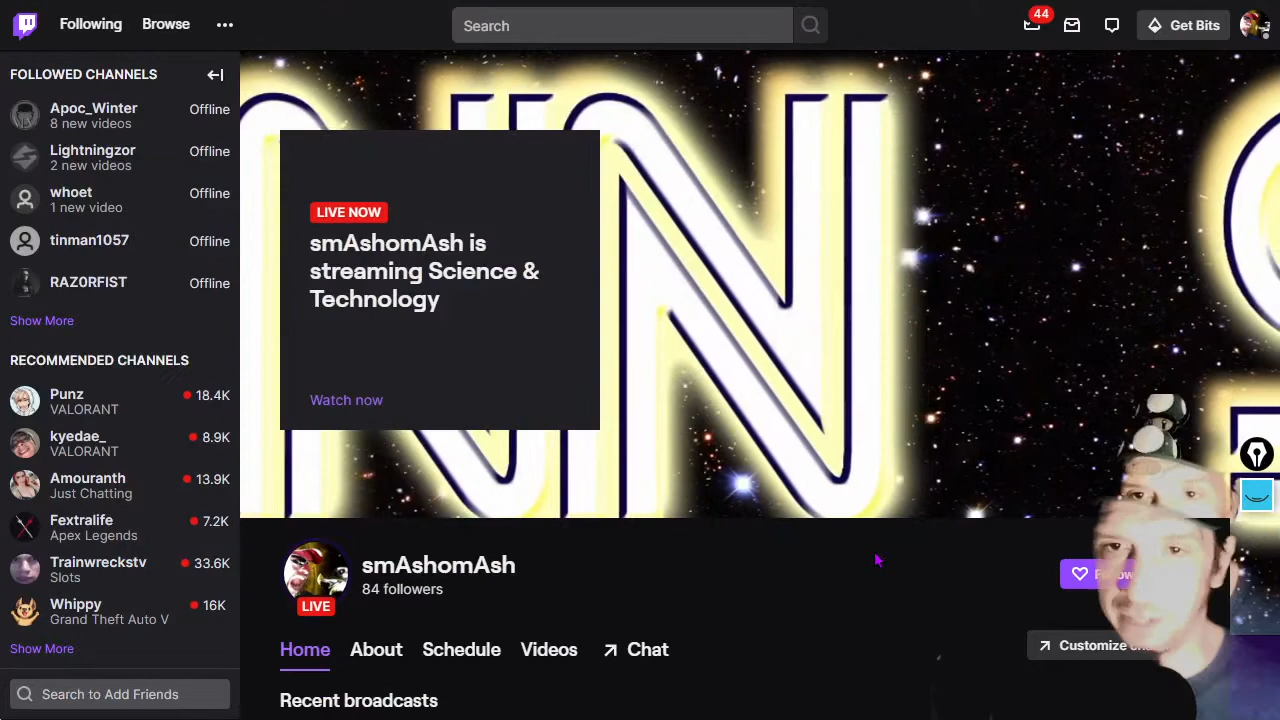 Following
Browse
Search
44
Get Bits
FOLLOWED CHANNELS
Apoc_Winter
Offline
8 new videos
Lightningzor
Offline
2 new videos
whoet
Offline
1 new video
tinman1057
Offline
RAZ0RFIST
Offline
Show More
RECOMMENDED CHANNELS
Punz
18.4K
VALORANT
kyedae_
8.9K
VALORANT
Amouranth
13.9K
Just Chatting
Fextralife
7.2K
Apex Legends
Trainwreckstv
33.6K
Slots
Whippy
16K
Grand Theft Auto V
Show More
Search to Add Friends
LIVE NOW
smAshomAsh is
streaming Science &
Technology
Watch now
smAshomAsh
84 followers
LIVE
Home
About
Schedule
Videos
Chat
Customize
Recent broadcasts